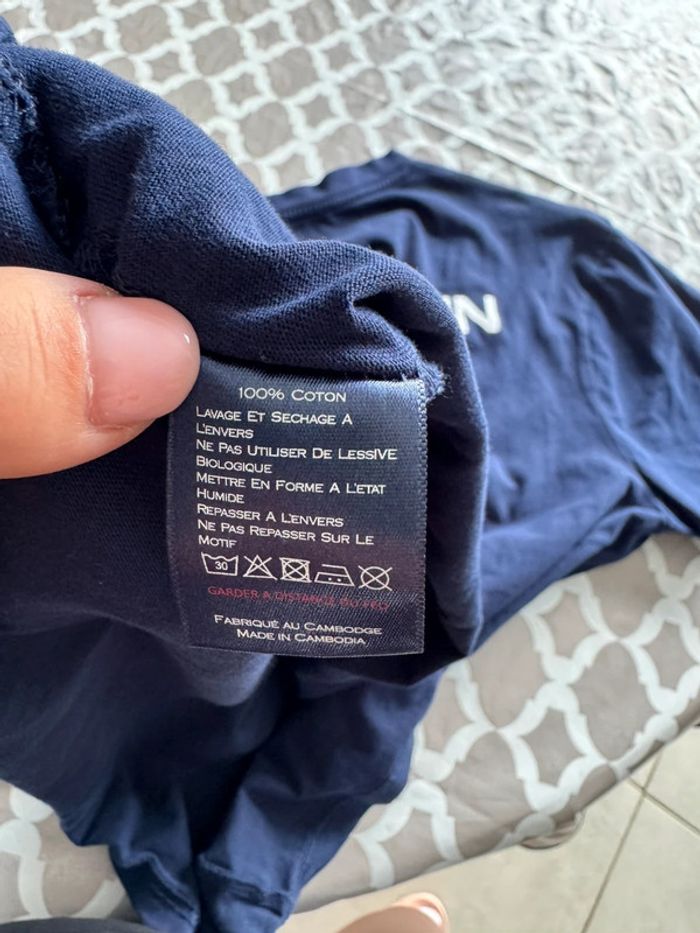 100% COTON
LAVAGE ET SECHAGE A
L'ENVERS
NE PAS UTILISER DE LESSIVE
BIOLOGIQUE
METTRE EN FORME A L'ETAT
HUMIDE
REPASSER A L'ENVERS
NE PAS REPASSER SUR LE
MOTIF
30
GARDER A DISTANCE DU FEU
FABRIQUÉ AU CAMBODGE
MADE IN CAMBODIA
N